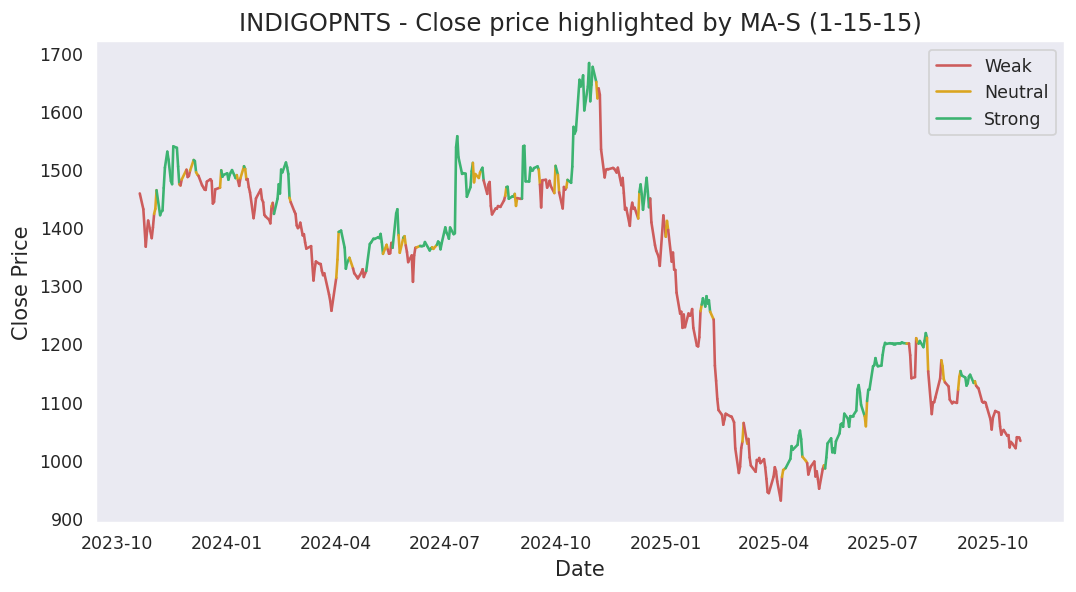 INDIGOPNTS - Close price highlighted by MA-S (1-15-15)
Weak
Neutral
Strong
1700
1600
1500
1400
1300
1200
1100
1000
900
Close Price
2023-10 2024-01 2024-04 2024-07 2024-10 2025-01 2025-04 2025-07 2025-10
Date